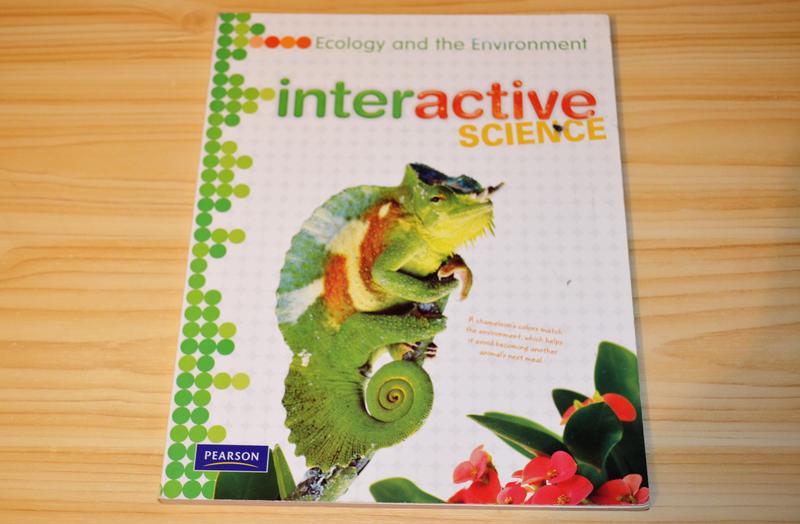 Ecology and the Environment
interactive
SCIENCE
A chameleon's colors match
the environment, which helps
it avoid becoming another
animal's next meal.
PEARSON